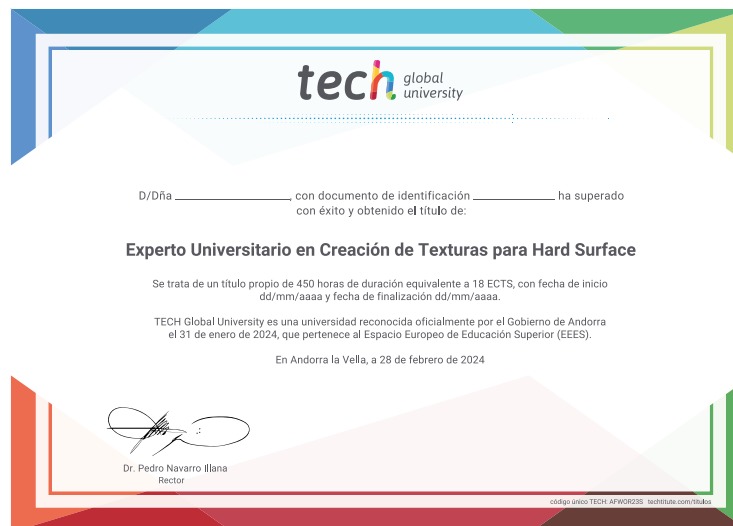 tech global university
D/Dña ____________________, con documento de identificación ______________ ha superado
con éxito y obtenido el título de:
Experto Universitario en Creación de Texturas para Hard Surface
Se trata de un título propio de 450 horas de duración equivalente a 18 ECTS, con fecha de inicio
dd/mm/aaaa y fecha de finalización dd/mm/aaaa.
TECH Global University es una universidad reconocida oficialmente por el Gobierno de Andorra
el 31 de enero de 2024, que pertenece al Espacio Europeo de Educación Superior (EEES).
En Andorra la Vella, a 28 de febrero de 2024
Dr. Pedro Navarro Illana
Rector
código único TECH: AFWOR23S techtitute.com/titulos